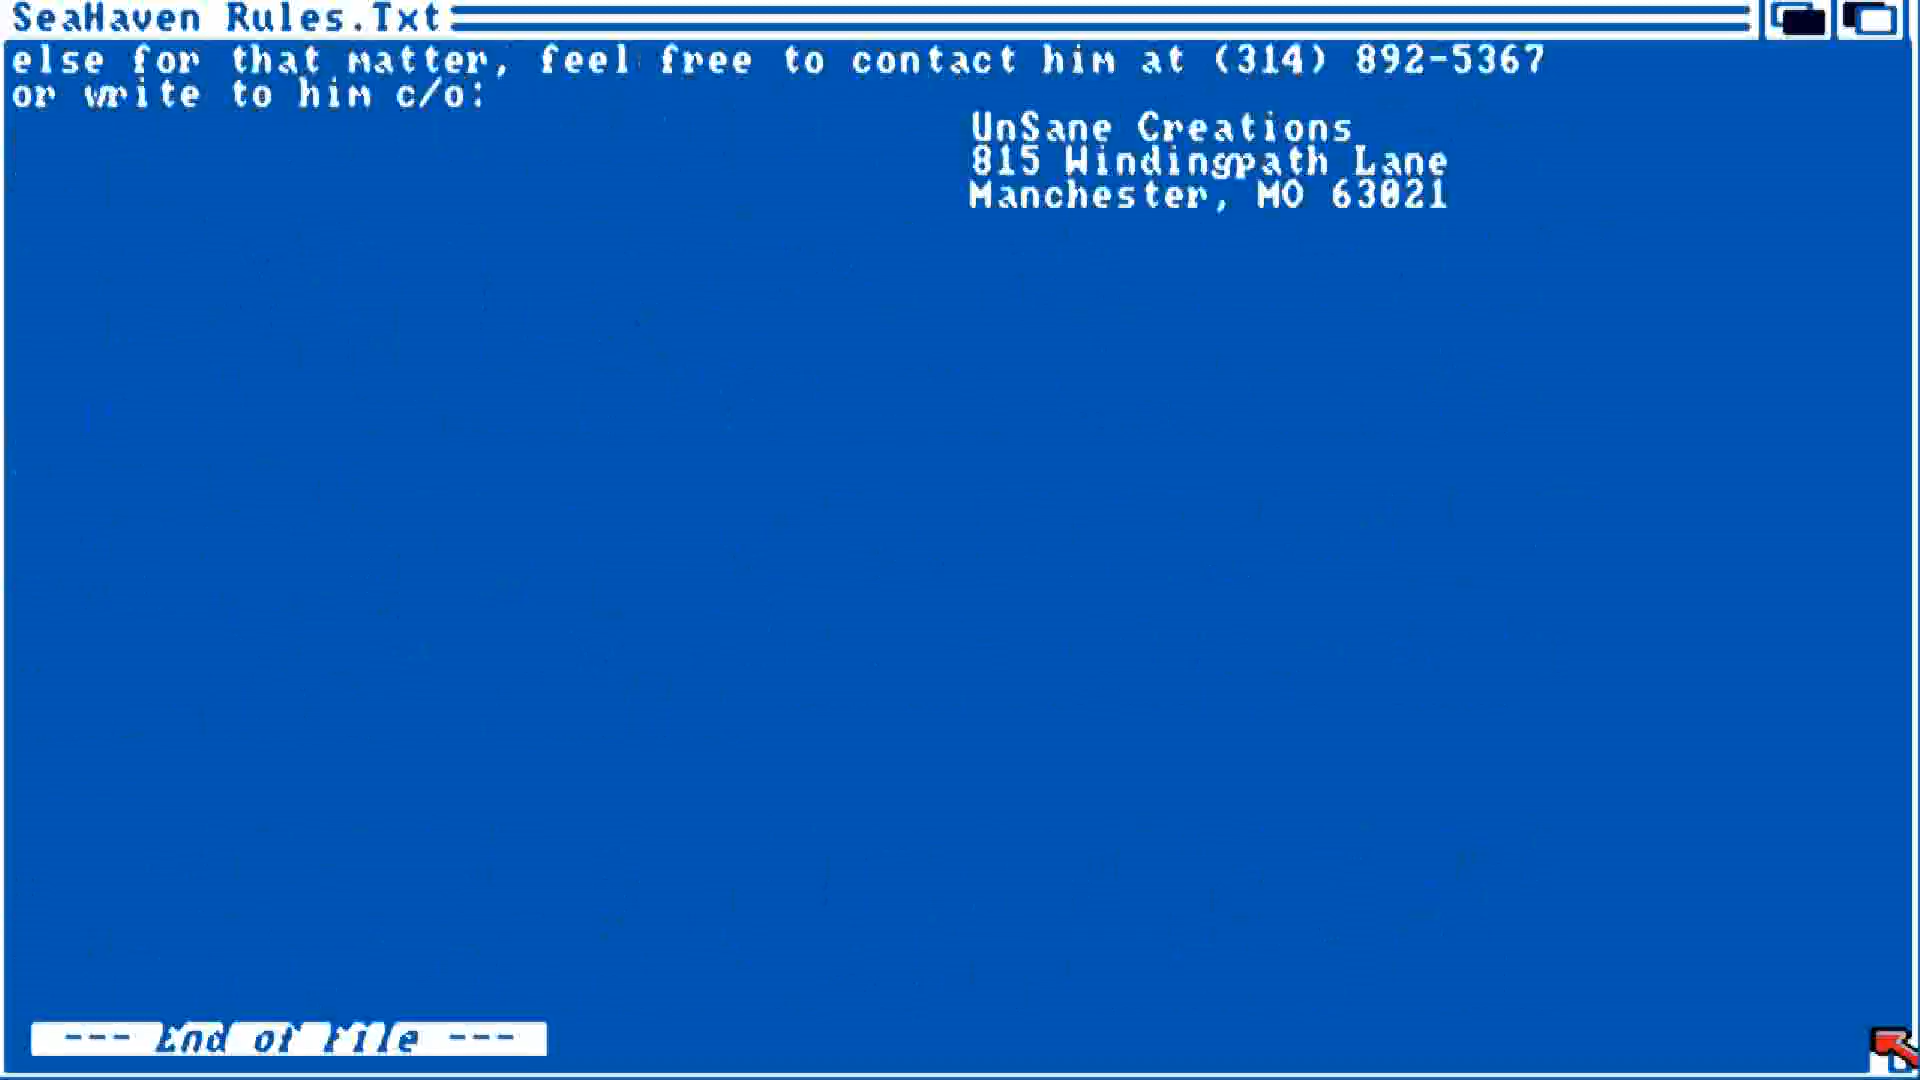 SeaHaven Rules.Txt
else for that matter, feel free to contact him at (314) 892-5367
or write to him c/o:
UnSane Creations
815 Windingpath Lane
Manchester, MO 63021
--- End of File ---